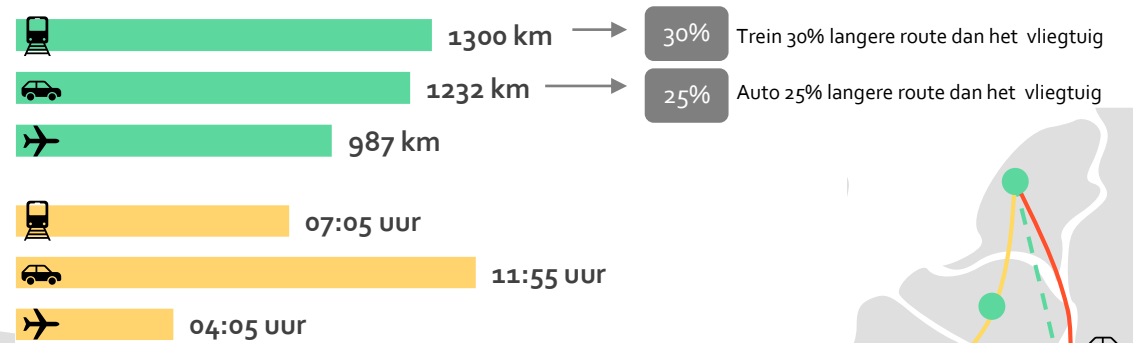 1300 km 30% Trein 30% langere route dan het vliegtuig
1232 km 25% Auto 25% langere route dan het vliegtuig
987 km
07:05 uur
11:55 uur
04:05 uur